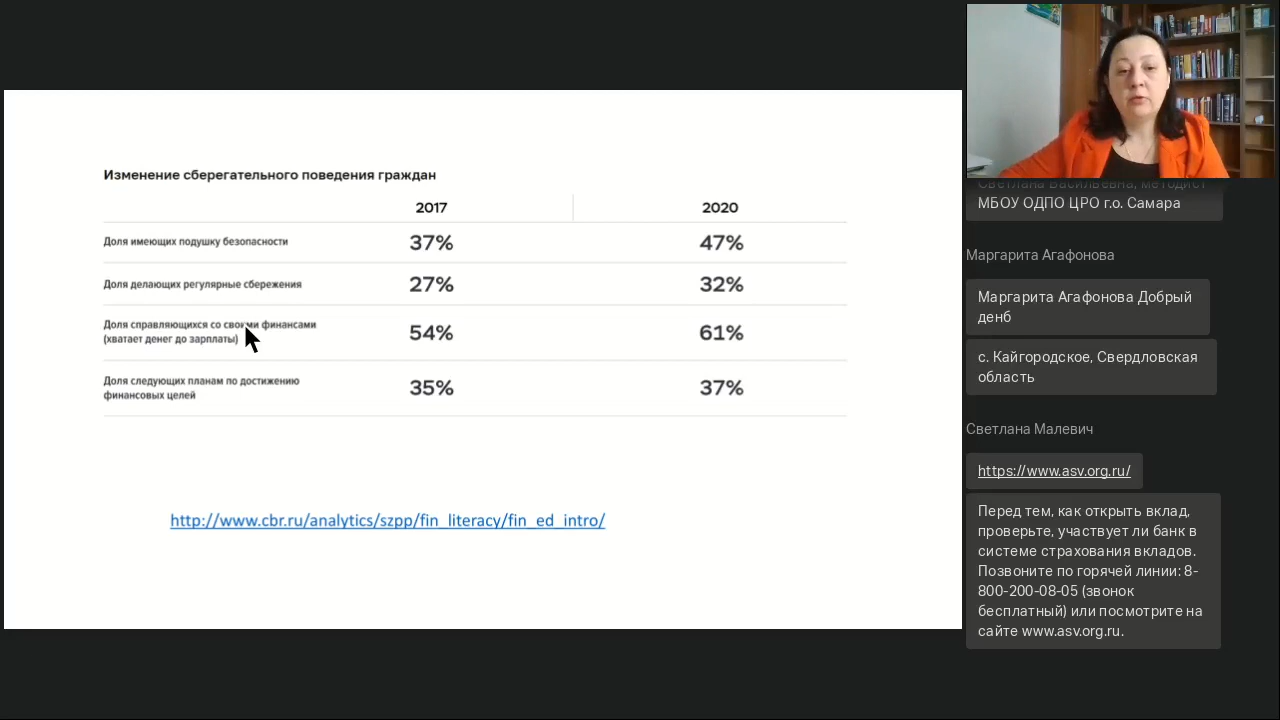 Изменение сберегательного поведения граждан
2017 2020
Доля имеющих подушку безопасности 37% 47%
Доля делающих регулярные сбережения 27% 32%
Доля справляющихся со своими финансами
(хватает денег до зарплаты) 54% 61%
Доля следующих планам по достижению
финансовых целей 35% 37%
http://www.cbr.ru/analytics/szpp/fin_literacy/fin_ed_intro/
Светлана Васильевна, методист
МБОУ ОДПО ЦРО г.о. Самара
Маргарита Агафонова
Маргарита Агафонова Добрый
денб
с. Кайгородское, Свердловская
область
Светлана Малевич
https://www.asv.org.ru/
Перед тем, как открыть вклад,
проверьте, участвует ли банк в
системе страхования вкладов.
Позвоните по горячей линии: 8-
800-200-08-05 (звонок
бесплатный) или посмотрите на
сайте www.asv.org.ru.